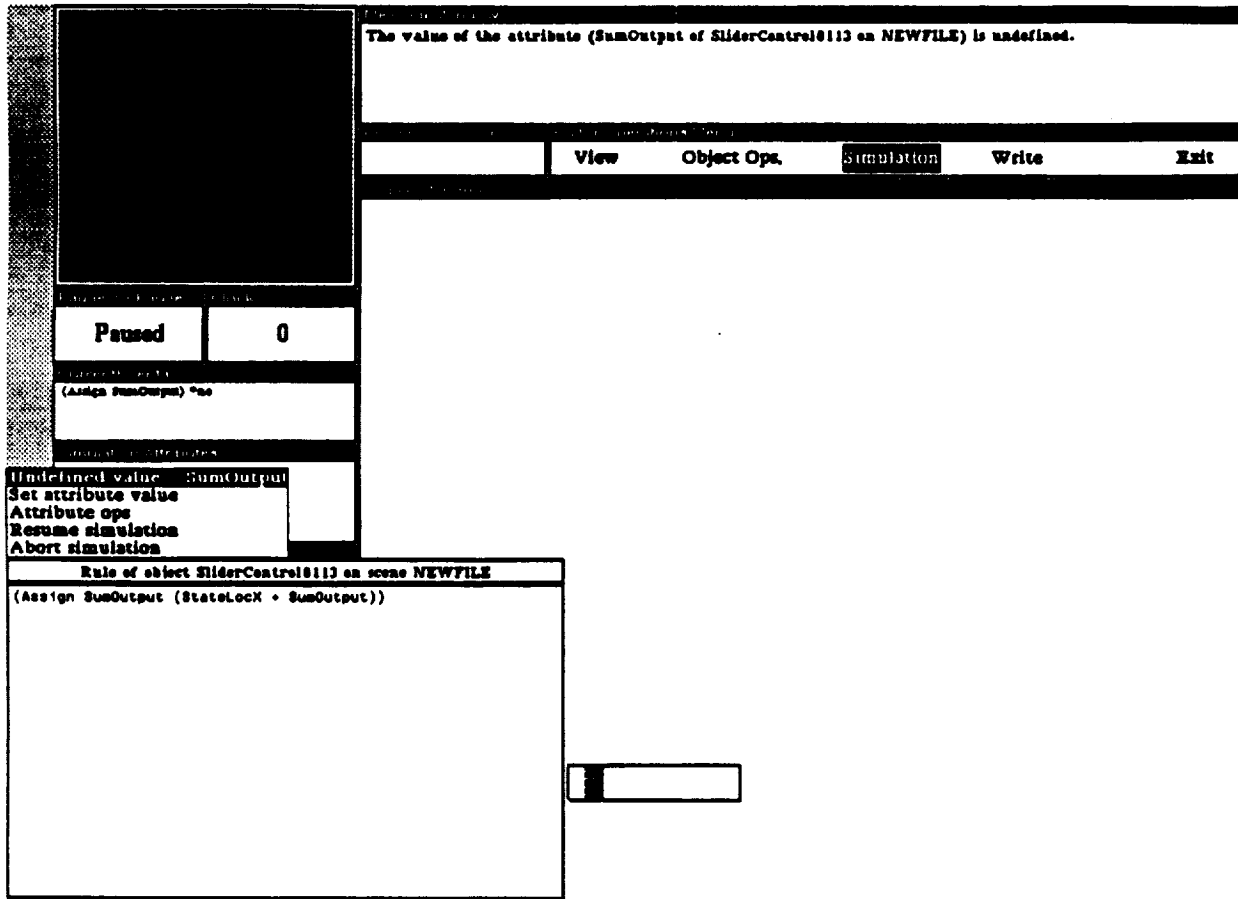 The value of the attribute (SumOutput of SliderControl8113 on NEWFILE) is undefined.
View Object Ops. Simulation Write Exit
Paused 0
(Assign SumOutput) *no
Undefined value SumOutput
Set attribute value
Attribute ops
Resume simulation
Abort simulation
Rule of object SliderControl8113 on scene NEWFILE
(Assign SumOutput (StateLocX + SumOutput))